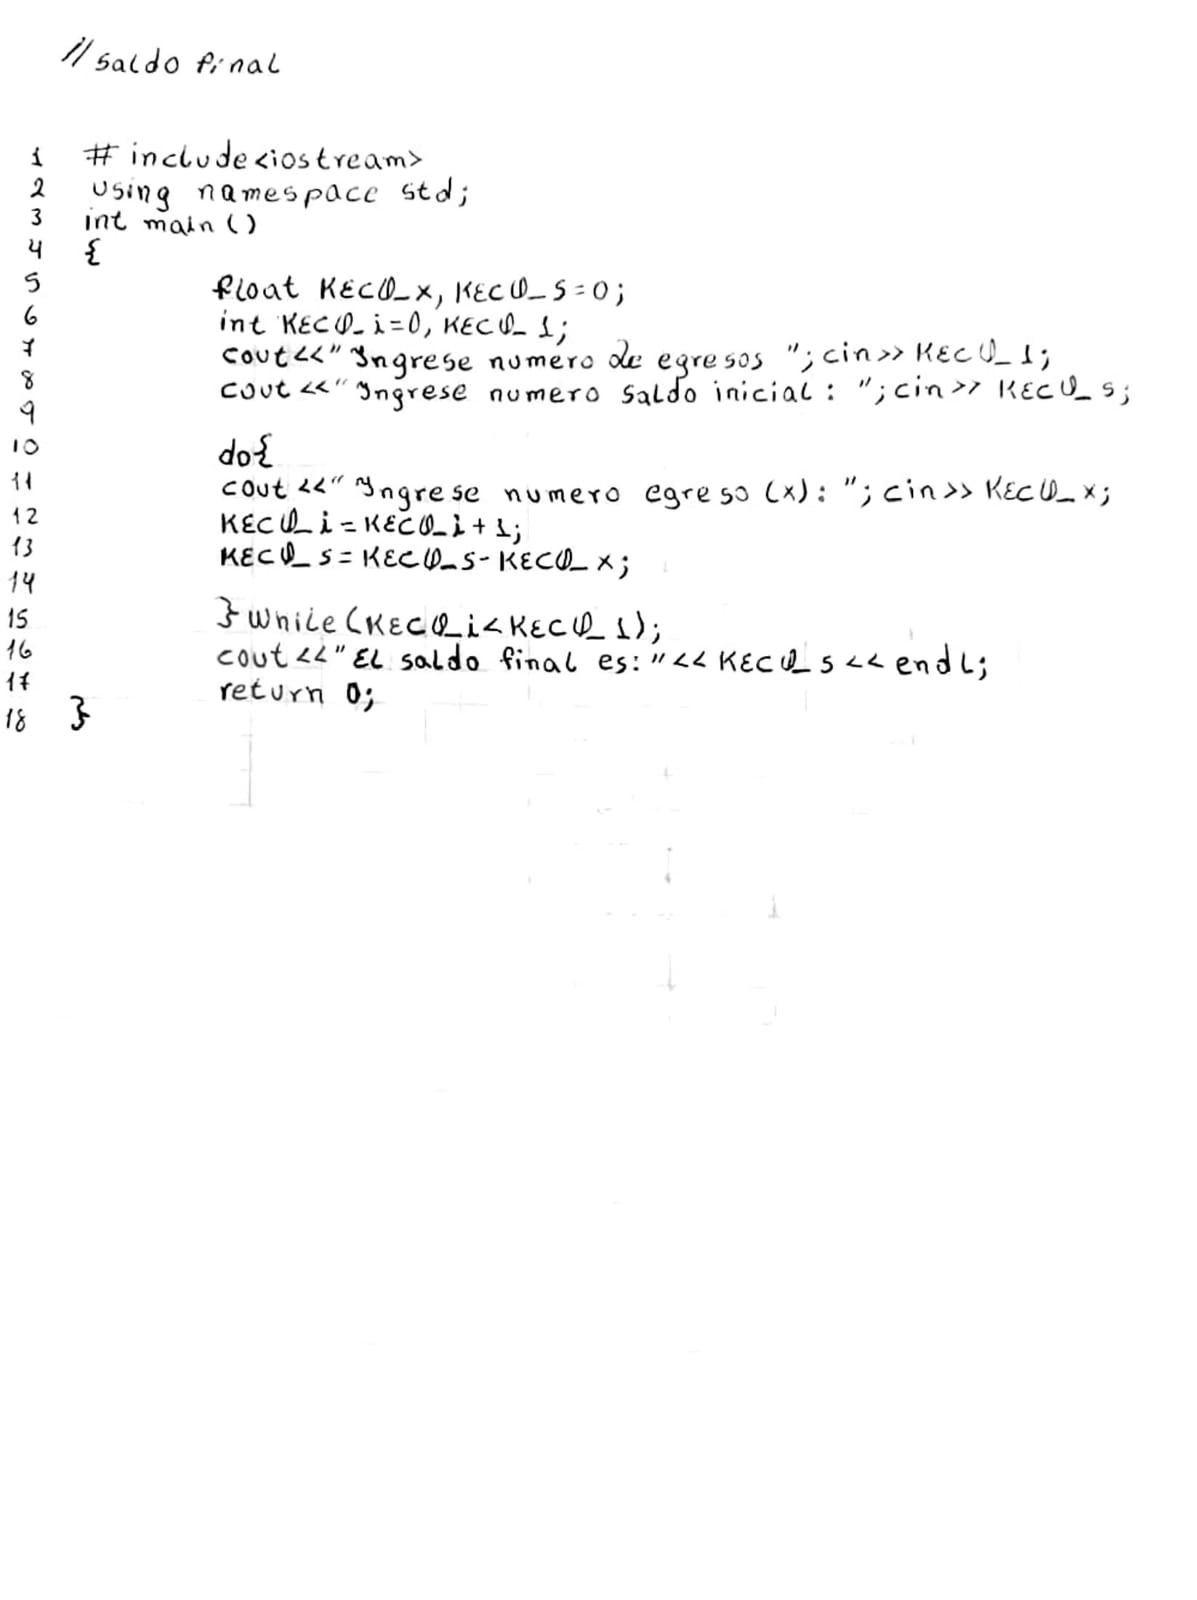 // saldo final
1 # include<iostream>
2 using namespace std;
3 int main ()
4 {
5 float KECO_x, KECO_s=0;
6 int KECO_i=0, KECO_1;
7 cout<<"Ingrese numero de egresos "; cin>> KECO_1;
8 cout <<"Ingrese numero saldo inicial : "; cin>> KECO_s;
9
10 do{
11 cout <<"Ingrese numero egreso (x): "; cin>> KECO_x;
12 KECO_i = KECO_i + 1;
13 KECO_s = KECO_s - KECO_x;
14
15 } while (KECO_i < KECO_1);
16 cout <<"El saldo final es: "<< KECO_s << endl;
17 return 0;
18 }